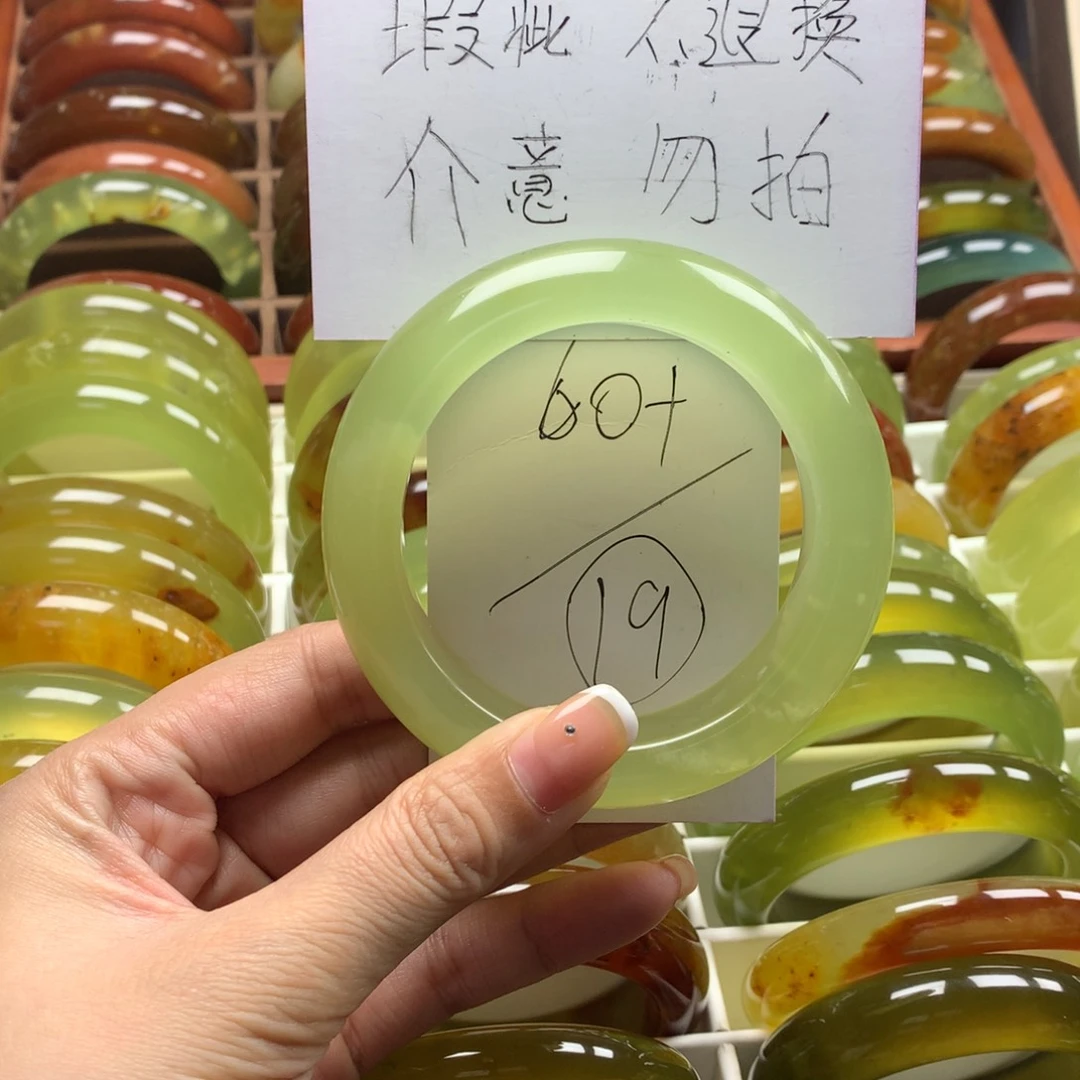 瑕疵 不退换
介意 勿拍
60+
19